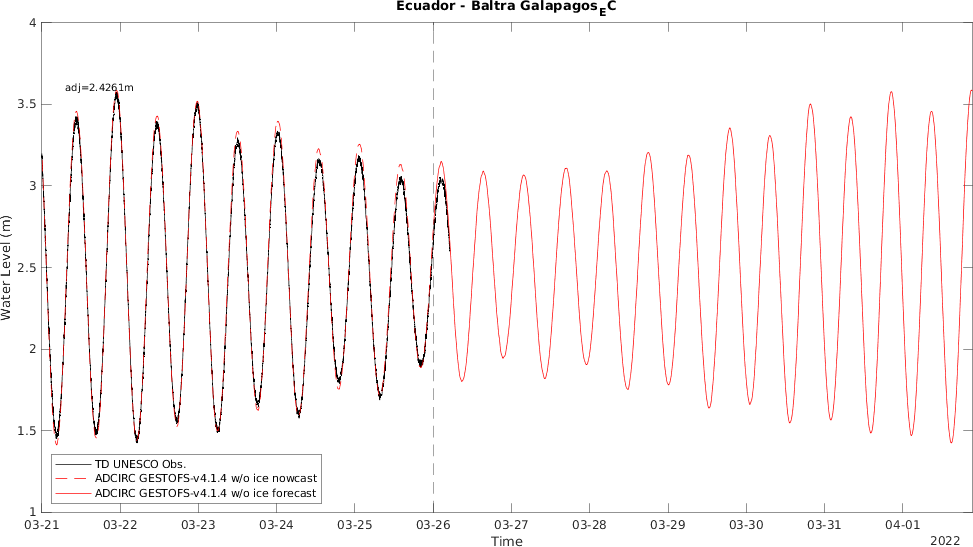 Ecuador - Baltra Galapagos_EC
4
3.5
3
2.5
2
1.5
1
Water Level (m)
adj=2.4261m
TD UNESCO Obs.
ADCIRC GESTOFS-v4.1.4 w/o ice nowcast
ADCIRC GESTOFS-v4.1.4 w/o ice forecast
03-21 03-22 03-23 03-24 03-25 03-26 03-27 03-28 03-29 03-30 03-31 04-01
Time
2022